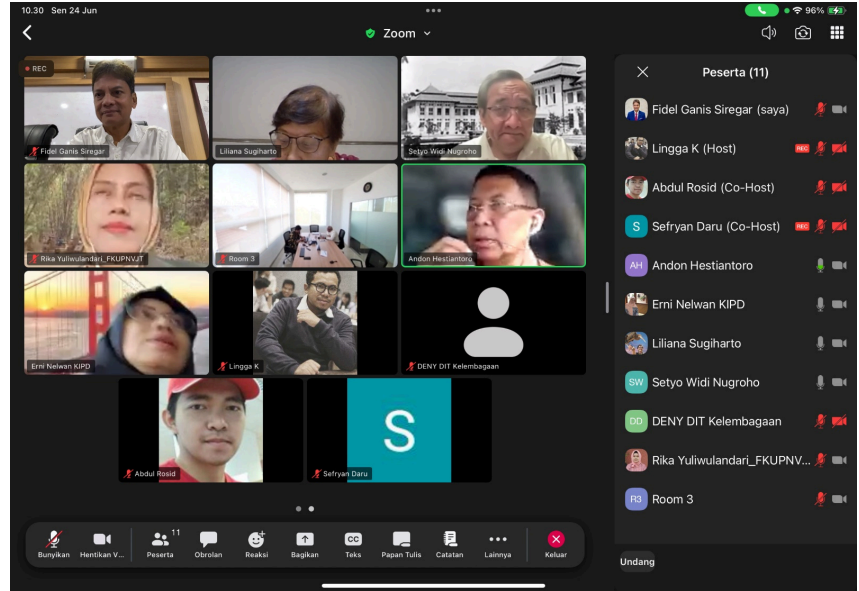 10.30 Sen 24 Jun
96%
Zoom
REC
Fidel Ganis Siregar
Liliana Sugiharto
Setyo Widi Nugroho
Rika Yuliwulandari_FKUPNVJT
Room 3
Andon Hestiantoro
Erni Nelwan KIPD
Lingga K
DENY DIT Kelembagaan
Abdul Rosid
S
Sefryan Daru
11
Bunyikan
Hentikan V...
Peserta
Obrolan
Reaksi
Bagikan
CC
Teks
Papan Tulis
Catatan
Lainnya
Keluar
Peserta (11)
Fidel Ganis Siregar (saya)
Lingga K (Host)
REC
Abdul Rosid (Co-Host)
S
Sefryan Daru (Co-Host)
REC
AH
Andon Hestiantoro
Erni Nelwan KIPD
Liliana Sugiharto
SW
Setyo Widi Nugroho
DD
DENY DIT Kelembagaan
Rika Yuliwulandari_FKUPNV...
R3
Room 3
Undang